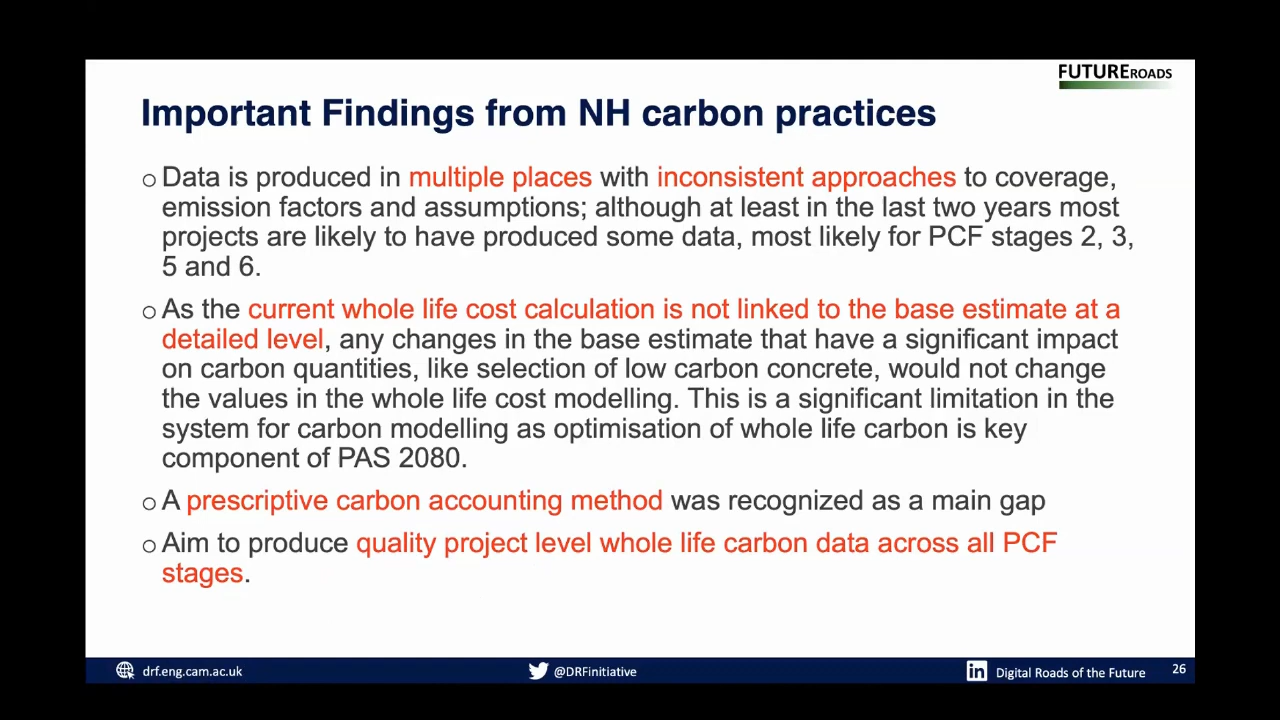 FUTUREROADS
Important Findings from NH carbon practices
o Data is produced in multiple places with inconsistent approaches to coverage,
emission factors and assumptions; although at least in the last two years most
projects are likely to have produced some data, most likely for PCF stages 2, 3,
5 and 6.
o As the current whole life cost calculation is not linked to the base estimate at a
detailed level, any changes in the base estimate that have a significant impact
on carbon quantities, like selection of low carbon concrete, would not change
the values in the whole life cost modelling. This is a significant limitation in the
system for carbon modelling as optimisation of whole life carbon is key
component of PAS 2080.
o A prescriptive carbon accounting method was recognized as a main gap
o Aim to produce quality project level whole life carbon data across all PCF
stages.
drf.eng.cam.ac.uk
@DRFinitiative
in Digital Roads of the Future
26